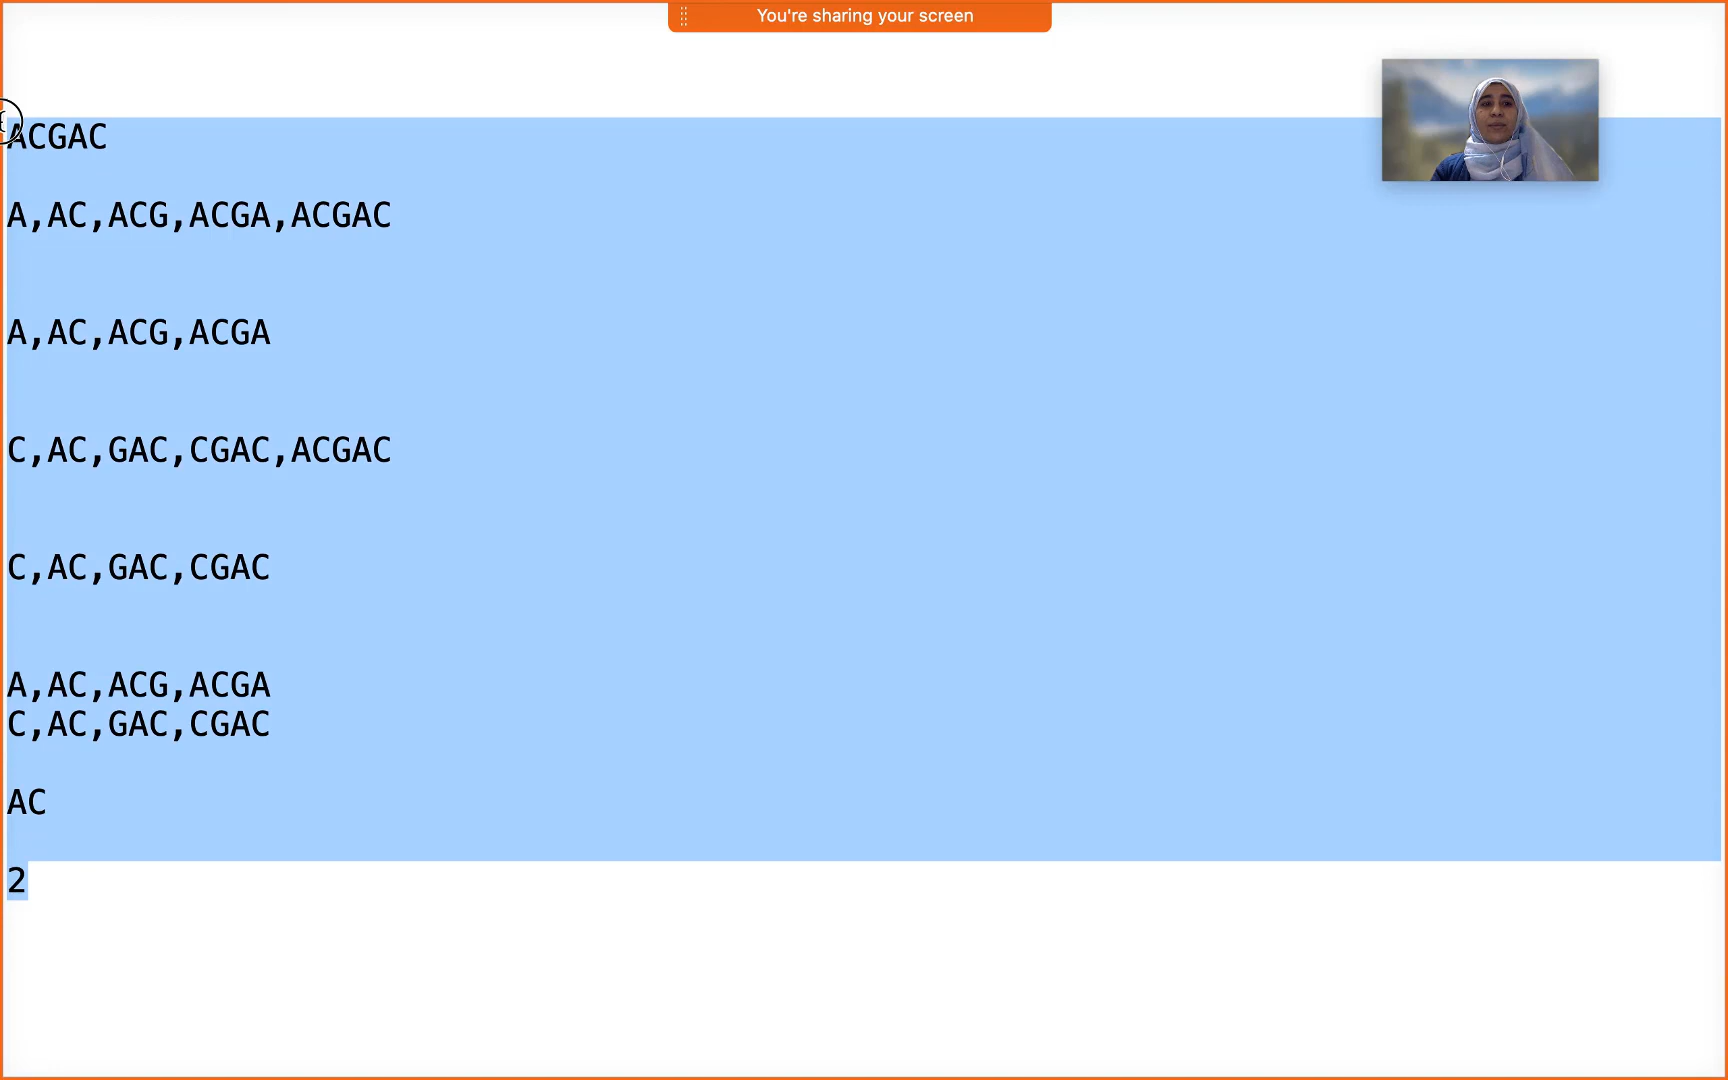 You're sharing your screen
ACGAC
A,AC,ACG,ACGA,ACGAC
A,AC,ACG,ACGA
C,AC,GAC,CGAC,ACGAC
C,AC,GAC,CGAC
A,AC,ACG,ACGA
C,AC,GAC,CGAC
AC
2